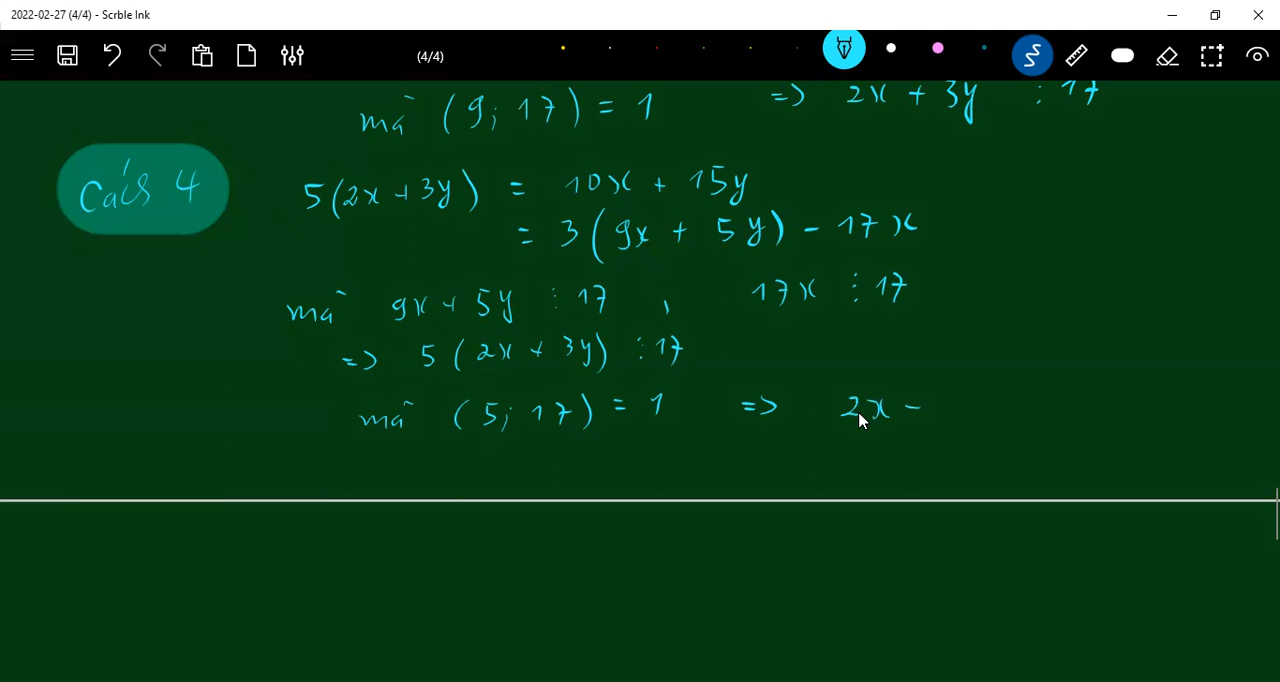 2022-02-27 (4/4) - Scrble Ink
(4/4)
mà (9; 17) = 1 => 2x + 3y ⋮ 17
Cách 4
5(2x + 3y) = 10x + 15y
= 3(9x + 5y) - 17x
mà 9x + 5y ⋮ 17 , 17x ⋮ 17
=> 5(2x + 3y) ⋮ 17
mà (5; 17) = 1 => 2x -